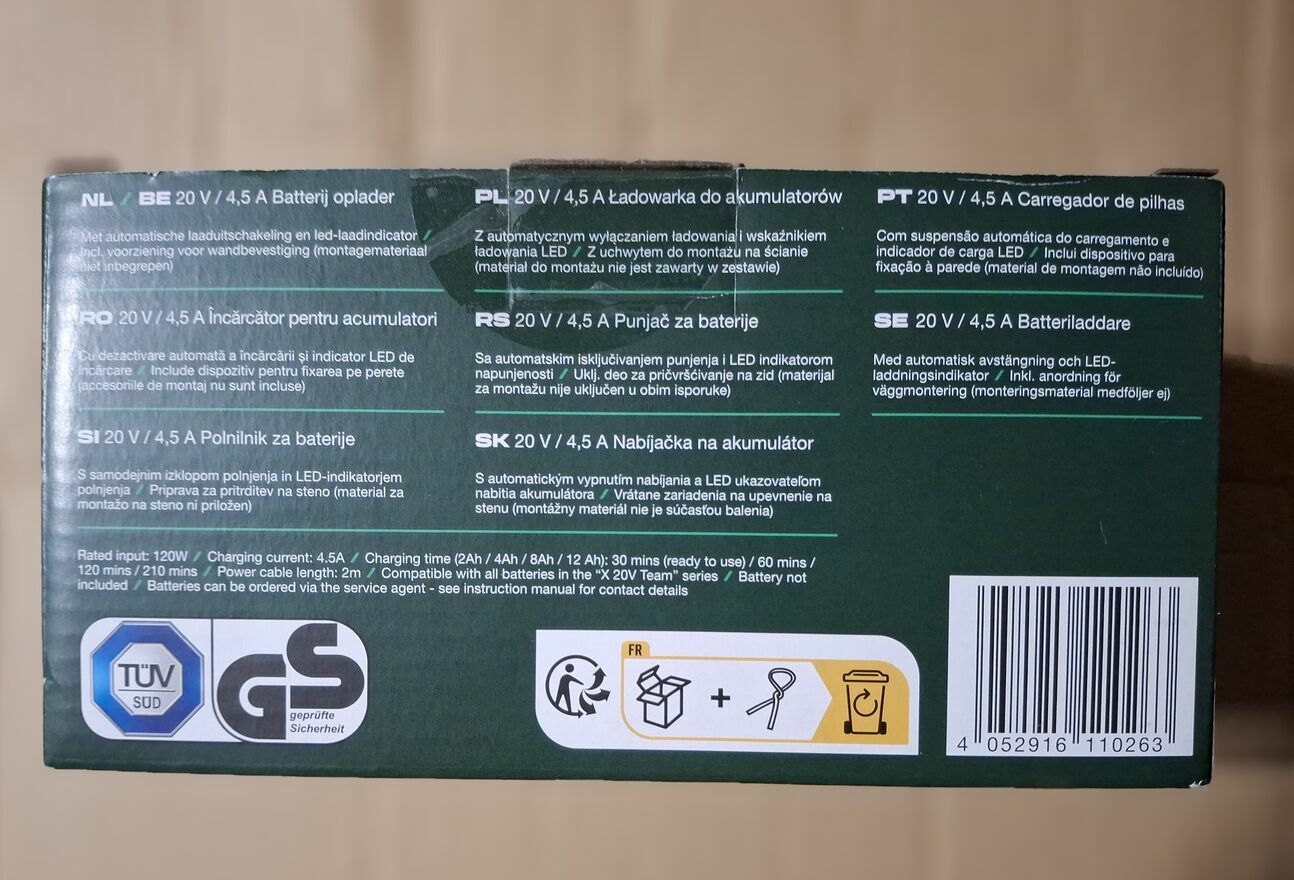 NL / BE 20 V / 4,5 A Batterij oplader
Met automatische laaduitschakeling en led-laadindicator /
Incl. voorziening voor wandbevestiging (montagemateriaal
niet inbegrepen)
PL 20 V / 4,5 A Ładowarka do akumulatorów
Z automatycznym wyłączaniem ładowania i wskaźnikiem
ładowania LED / Z uchwytem do montażu na ścianie
(materiał do montażu nie jest zawarty w zestawie)
PT 20 V / 4,5 A Carregador de pilhas
Com suspensão automática do carregamento e
indicador de carga LED / Inclui dispositivo para
fixação à parede (material de montagem não incluído)
RO 20 V / 4,5 A Încărcător pentru acumulatori
Cu dezactivare automată a încărcării și indicator LED de
încărcare / Include dispozitiv pentru fixarea pe perete
(accesoriile de montaj nu sunt incluse)
RS 20 V / 4,5 A Punjač za baterije
Sa automatskim isključivanjem punjenja i LED indikatorom
napunjenosti / Uklj. deo za pričvršćivanje na zid (materijal
za montažu nije uključen u obim isporuke)
SE 20 V / 4,5 A Batteriladdare
Med automatisk avstängning och LED-
laddningsindikator / Inkl. anordning för
väggmontering (monteringsmaterial medföljer ej)
SI 20 V / 4,5 A Polnilnik za baterije
S samodejnim izklopom polnjenja in LED-indikatorjem
polnjenja / Priprava za pritrditev na steno (material za
montažo na steno ni priložen)
SK 20 V / 4,5 A Nabíjačka na akumulátor
S automatickým vypnutím nabíjania a LED ukazovateľom
nabitia akumulátora / Vrátane zariadenia na upevnenie na
stenu (montážny materiál nie je súčasťou balenia)
Rated input: 120W / Charging current: 4.5A / Charging time (2Ah / 4Ah / 8Ah / 12 Ah): 30 mins (ready to use) / 60 mins /
120 mins / 210 mins / Power cable length: 2m / Compatible with all batteries in the “X 20V Team” series / Battery not
included / Batteries can be ordered via the service agent - see instruction manual for contact details
TÜV
SÜD
GS
geprüfte
Sicherheit
FR
+
4 052916 110263